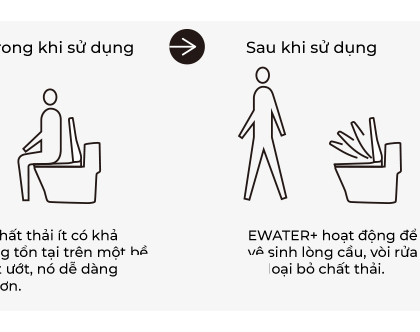 rong khi sử dụng
Sau khi sử dụng
hất thải ít có khả
g tồn tại trên một bề
ướt, nó dễ dàng
ơn.
EWATER+ hoạt động để
vệ sinh lòng cầu, vòi rửa
loại bỏ chất thải.